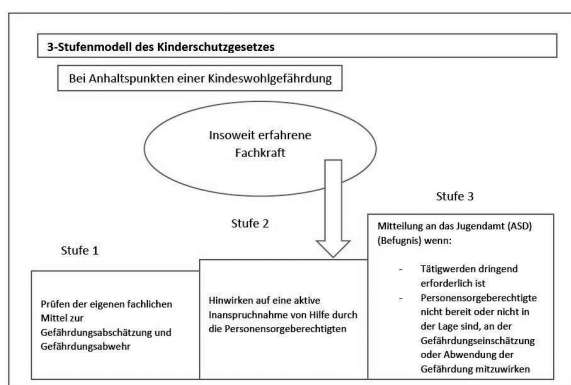 3-Stufenmodell des Kinderschutzgesetzes
Bei Anhaltspunkten einer Kindeswohlgefährdung
Insoweit erfahrene
Fachkraft
Stufe 1
Prüfen der eigenen fachlichen
Mittel zur
Gefährdungsabschätzung und
Gefährdungsabwehr
Stufe 2
Hinwirken auf eine aktive
Inanspruchnahme von Hilfe durch
die Personensorgeberechtigten
Stufe 3
Mitteilung an das Jugendamt (ASD)
(Befugnis) wenn:
- Tätigwerden dringend
erforderlich ist
- Personensorgeberechtigte
nicht bereit oder nicht in
der Lage sind, an der
Gefährdungseinschätzung
oder Abwendung der
Gefährdung mitzuwirken